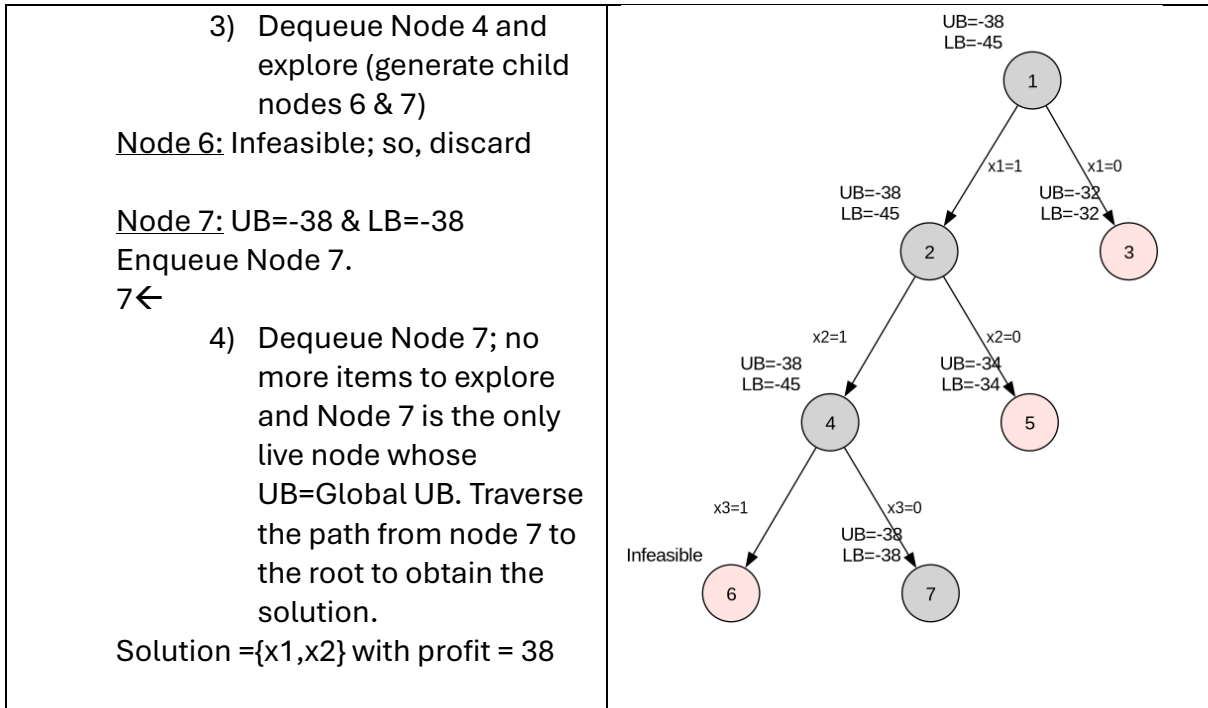 3) Dequeue Node 4 and
explore (generate child
nodes 6 & 7)
Node 6: Infeasible; so, discard
Node 7: UB=-38 & LB=-38
Enqueue Node 7.
7←
4) Dequeue Node 7; no
more items to explore
and Node 7 is the only
live node whose
UB=Global UB. Traverse
the path from node 7 to
the root to obtain the
solution.
Solution ={x1,x2} with profit = 38
UB=-38
LB=-45
1
x1=1
x1=0
UB=-38
LB=-45
2
UB=-32
LB=-32
3
x2=1
x2=0
UB=-38
LB=-45
4
UB=-34
LB=-34
5
x3=1
x3=0
Infeasible
6
UB=-38
LB=-38
7